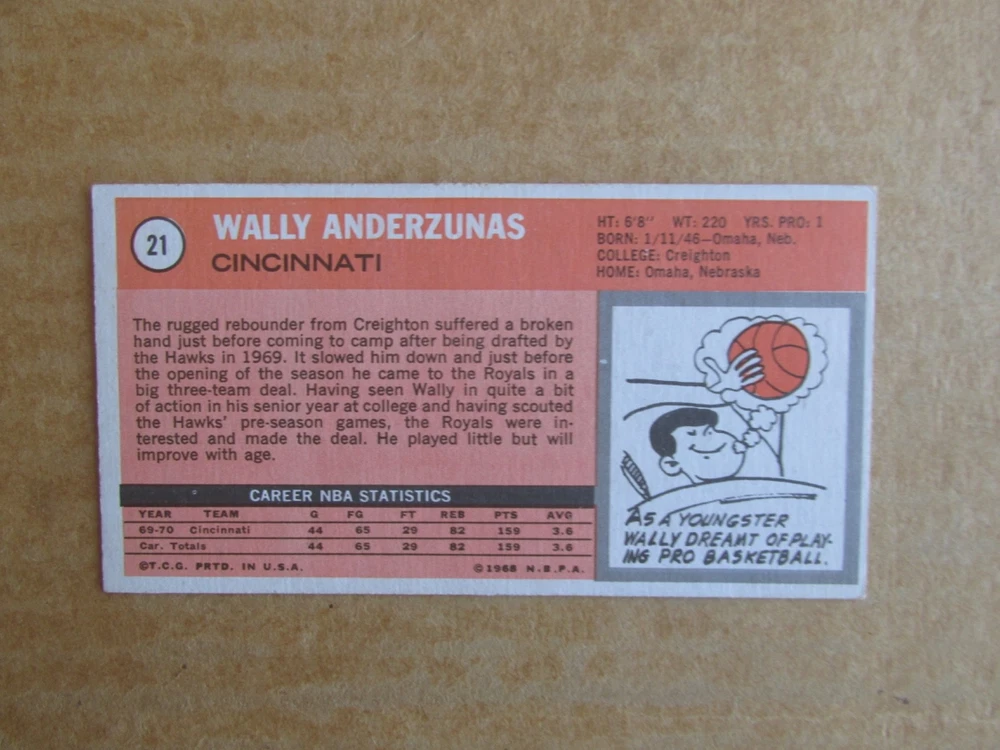 21
WALLY ANDERZUNAS
CINCINNATI
HT: 6'8" WT: 220 YRS. PRO: 1
BORN: 1/11/46—Omaha, Neb.
COLLEGE: Creighton
HOME: Omaha, Nebraska
The rugged rebounder from Creighton suffered a broken
hand just before coming to camp after being drafted by
the Hawks in 1969. It slowed him down and just before
the opening of the season he came to the Royals in a
big three-team deal. Having seen Wally in quite a bit
of action in his senior year at college and having scouted
the Hawks' pre-season games, the Royals were in-
terested and made the deal. He played little but will
improve with age.
CAREER NBA STATISTICS
YEAR TEAM G FG FT REB PTS AVG
69-70 Cincinnati 44 65 29 82 159 3.6
Car. Totals 44 65 29 82 159 3.6
©T.C.G. PRTD. IN U.S.A. ©1968 N.B.P.A.
AS A YOUNGSTER
WALLY DREAMT OF PLAY-
ING PRO BASKETBALL.